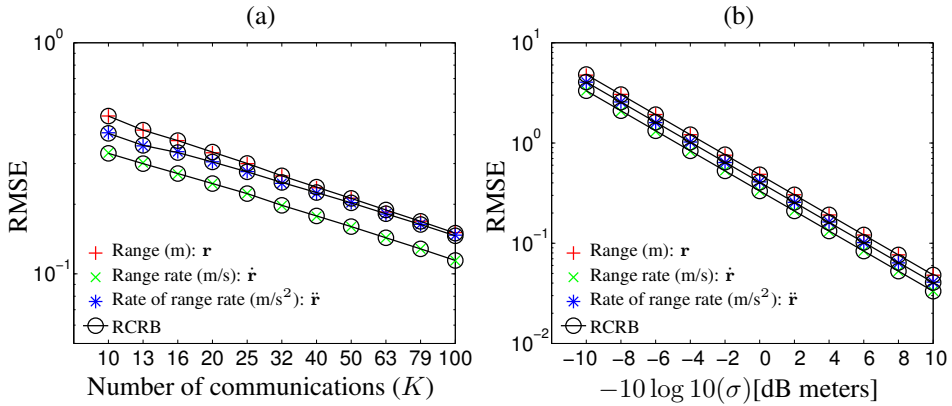 (a)
RMSE
10^0
10^-1
Range (m): r
Range rate (m/s): ṙ
Rate of range rate (m/s^2): r̈
RCRB
10 13 16 20 25 32 40 50 63 79 100
Number of communications (K)
(b)
RMSE
10^1
10^0
10^-1
10^-2
Range (m): r
Range rate (m/s): ṙ
Rate of range rate (m/s^2): r̈
RCRB
−10 −8 −6 −4 −2 0 2 4 6 8 10
−10 log 10(σ)[dB meters]